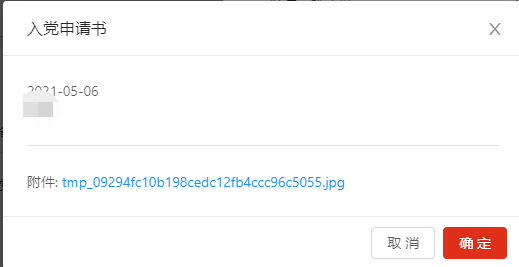 入党申请书
2021-05-06
附件: tmp_09294fc10b198cedc12fb4ccc96c5055.jpg
取 消
确 定